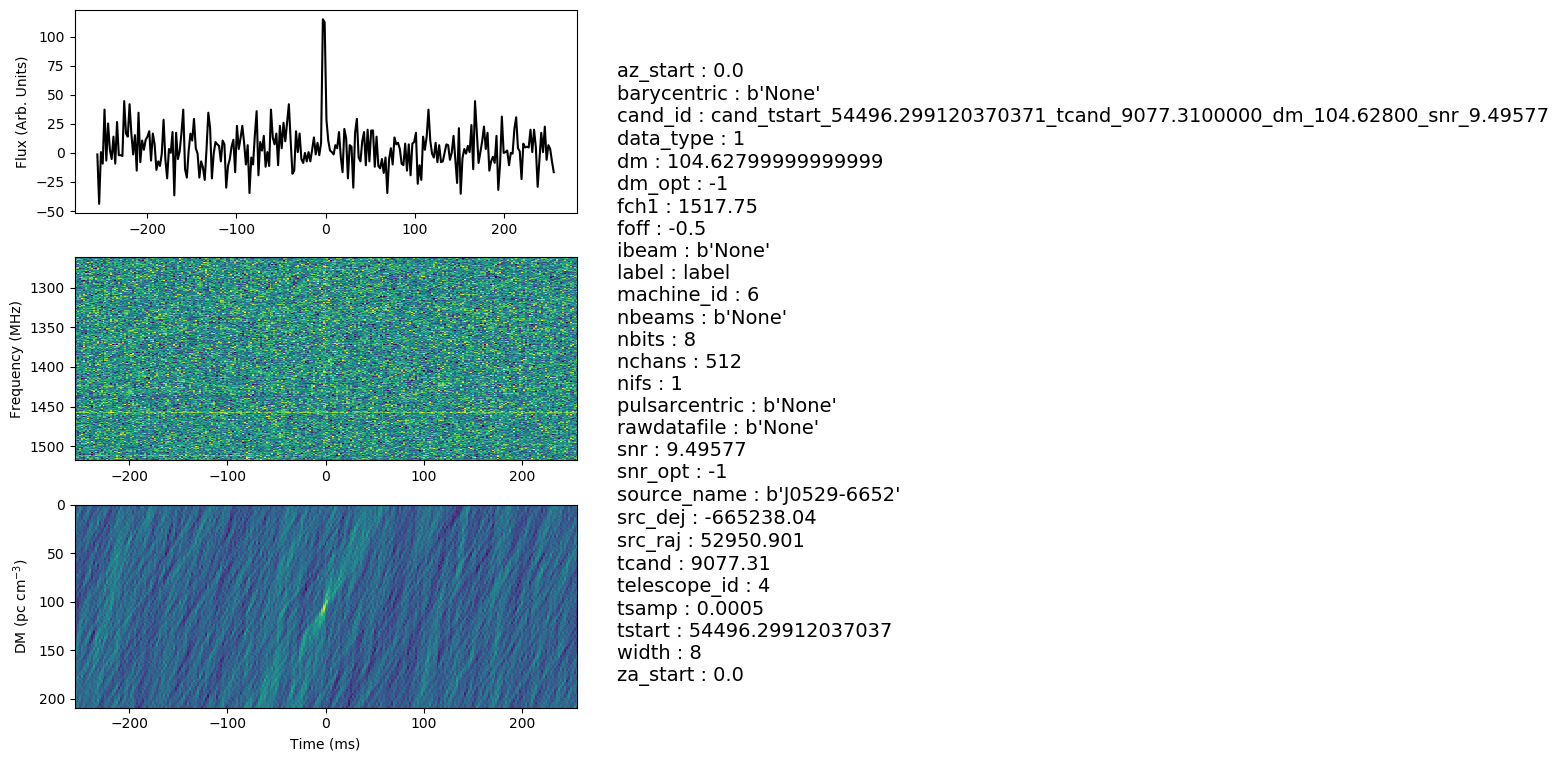 100
75
50
25
0
−25
−50
Flux (Arb. Units)
−200 −100 0 100 200
1300
1350
1400
1450
1500
Frequency (MHz)
−200 −100 0 100 200
0
50
100
150
200
DM (pc cm⁻³)
−200 −100 0 100 200
Time (ms)
az_start : 0.0
barycentric : b'None'
cand_id : cand_tstart_54496.299120370371_tcand_9077.3100000_dm_104.62800_snr_9.49577
data_type : 1
dm : 104.62799999999999
dm_opt : -1
fch1 : 1517.75
foff : -0.5
ibeam : b'None'
label : label
machine_id : 6
nbeams : b'None'
nbits : 8
nchans : 512
nifs : 1
pulsarcentric : b'None'
rawdatafile : b'None'
snr : 9.49577
snr_opt : -1
source_name : b'J0529-6652'
src_dej : -665238.04
src_raj : 52950.901
tcand : 9077.31
telescope_id : 4
tsamp : 0.0005
tstart : 54496.29912037037
width : 8
za_start : 0.0